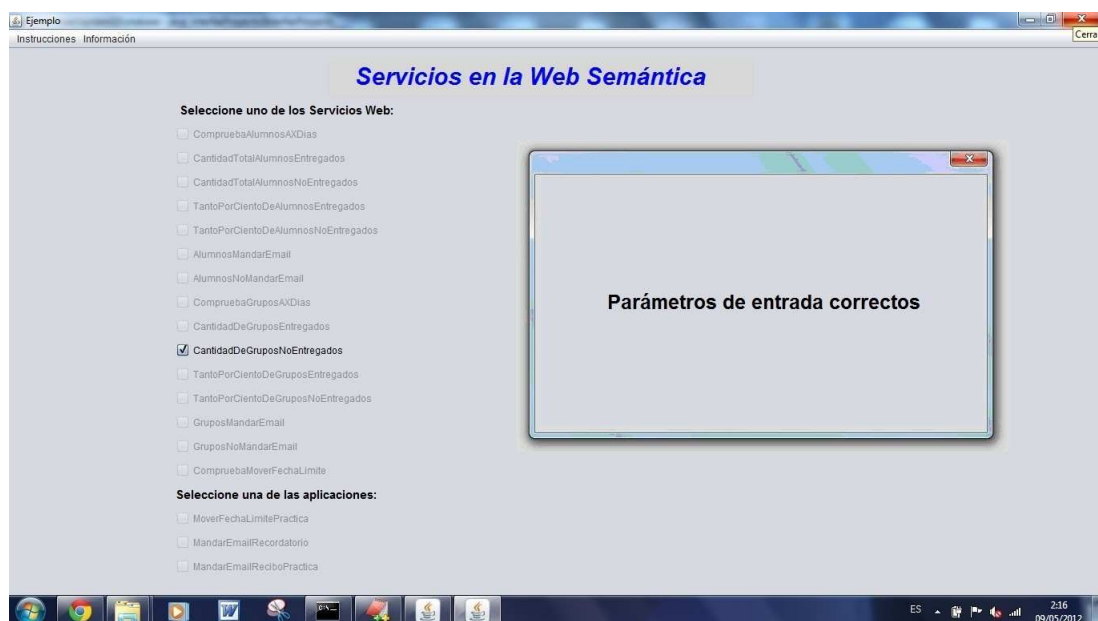 Ejemplo
Cerra
Instrucciones Información
Servicios en la Web Semántica
Seleccione uno de los Servicios Web:
CompruebaAlumnosAXDias
CantidadTotalAlumnosEntregados
CantidadTotalAlumnosNoEntregados
TantoPorCientoDeAlumnosEntregados
TantoPorCientoDeAlumnosNoEntregados
AlumnosMandarEmail
AlumnosNoMandarEmail
CompruebaGruposAXDias
CantidadDeGruposEntregados
CantidadDeGruposNoEntregados
TantoPorCientoDeGruposEntregados
TantoPorCientoDeGruposNoEntregados
GruposMandarEmail
GruposNoMandarEmail
CompruebaMoverFechaLimite
Parámetros de entrada correctos
Seleccione una de las aplicaciones:
MoverFechaLimitePractica
MandarEmailRecordatorio
MandarEmailReciboPractica
ES
2:16
09/05/2012